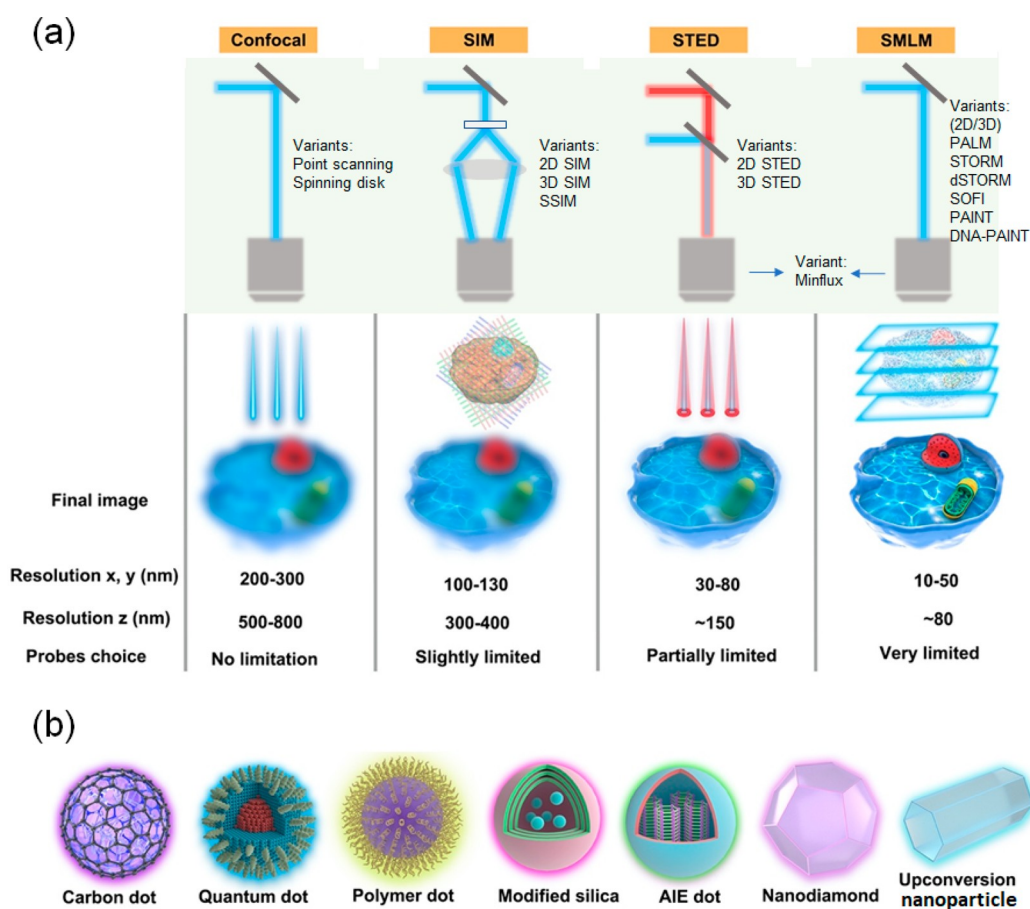 (a)
Confocal
SIM
STED
SMLM
Variants:
Point scanning
Spinning disk
Variants:
2D SIM
3D SIM
SSIM
Variants:
2D STED
3D STED
Variants:
(2D/3D)
PALM
STORM
dSTORM
SOFI
PAINT
DNA-PAINT
Variant:
Minflux
Final image
Resolution x, y (nm)
200-300
100-130
30-80
10-50
Resolution z (nm)
500-800
300-400
~150
~80
Probes choice
No limitation
Slightly limited
Partially limited
Very limited
(b)
Carbon dot
Quantum dot
Polymer dot
Modified silica
AIE dot
Nanodiamond
Upconversion
nanoparticle